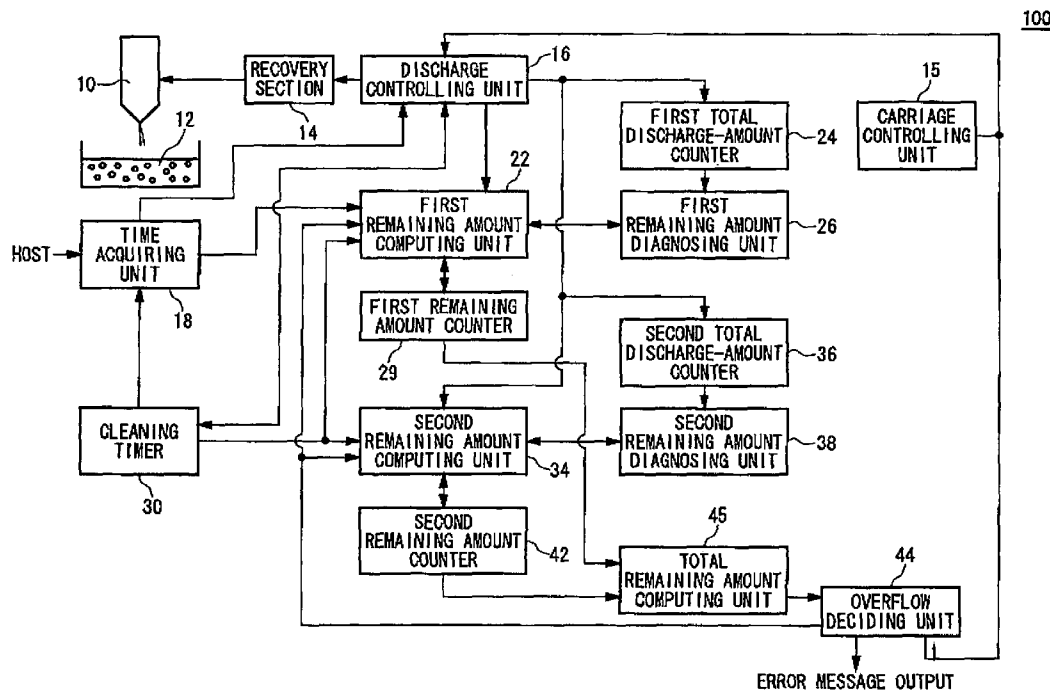 100
10
12
RECOVERY
SECTION
14
DISCHARGE
CONTROLLING UNIT
16
15
CARRIAGE
CONTROLLING
UNIT
FIRST TOTAL
DISCHARGE-AMOUNT
COUNTER
24
22
FIRST
REMAINING AMOUNT
COMPUTING UNIT
FIRST
REMAINING AMOUNT
DIAGNOSING UNIT
26
HOST
TIME
ACQUIRING
UNIT
18
FIRST REMAINING
AMOUNT COUNTER
29
SECOND TOTAL
DISCHARGE-AMOUNT
COUNTER
36
CLEANING
TIMER
30
SECOND
REMAINING AMOUNT
COMPUTING UNIT
34
SECOND
REMAINING AMOUNT
DIAGNOSING UNIT
38
SECOND
REMAINING AMOUNT
COUNTER
42
45
TOTAL
REMAINING AMOUNT
COMPUTING UNIT
44
OVERFLOW
DECIDING UNIT
ERROR MESSAGE OUTPUT